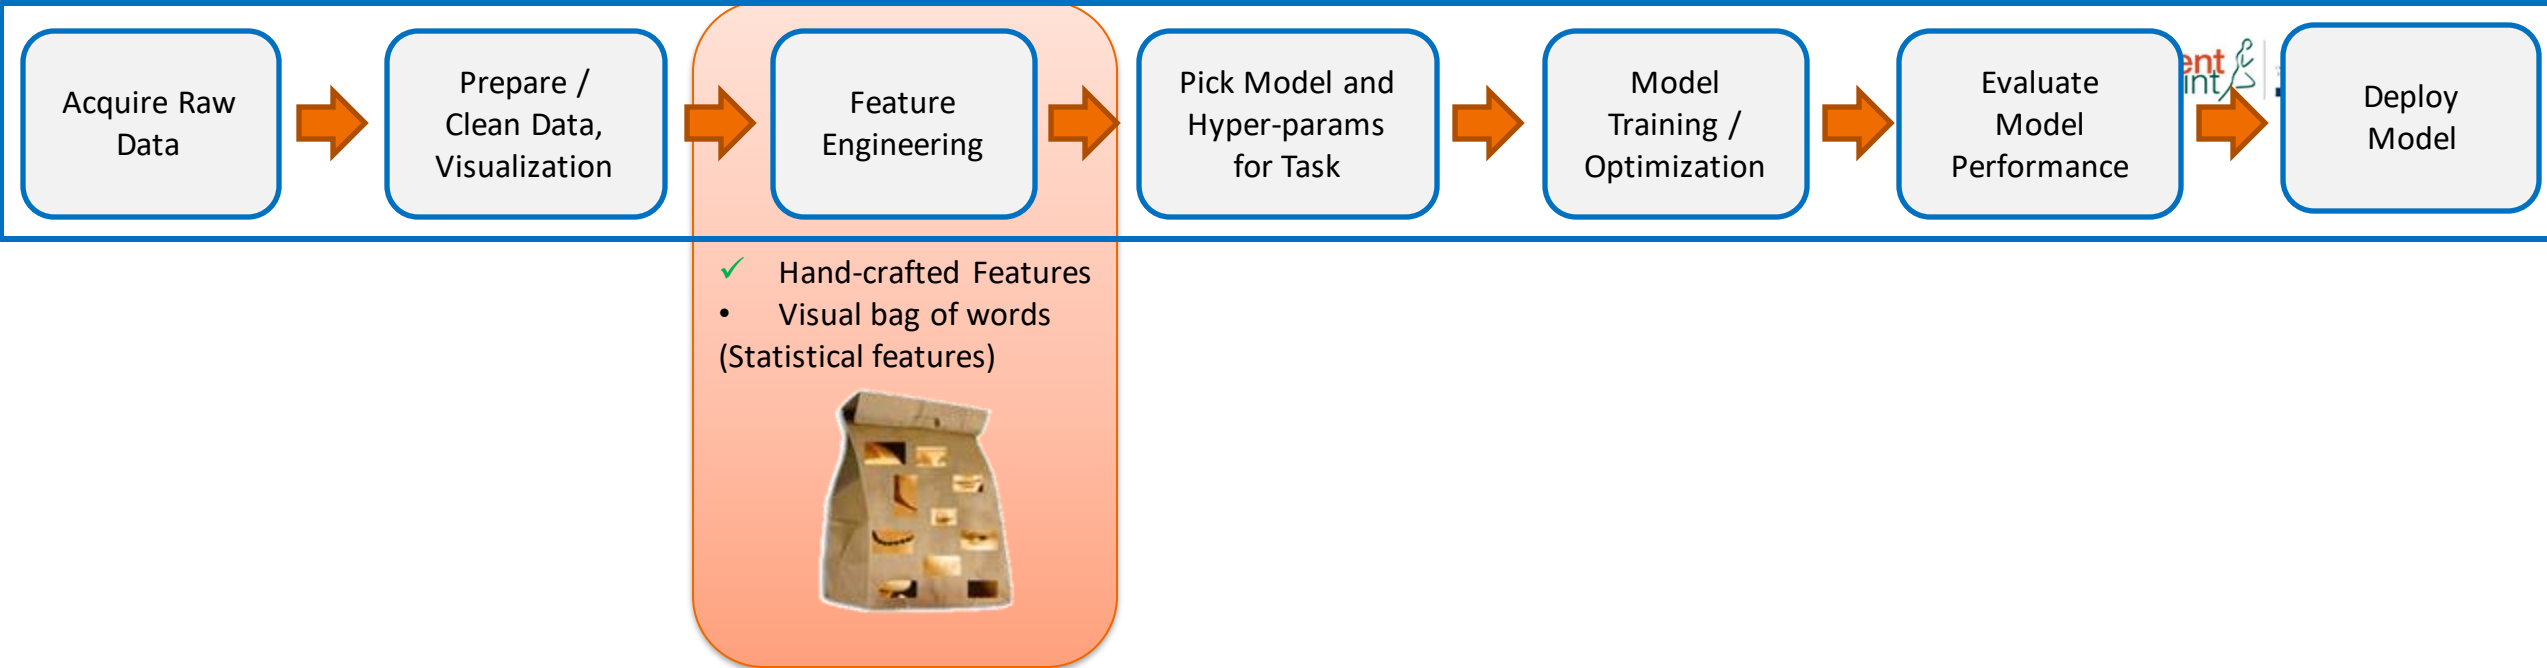 Acquire Raw
Data
Prepare /
Clean Data,
Visualization
Feature
Engineering
Pick Model and
Hyper-params
for Task
Model
Training /
Optimization
Evaluate
Model
Performance
Deploy
Model
✓ Hand-crafted Features
• Visual bag of words
(Statistical features)